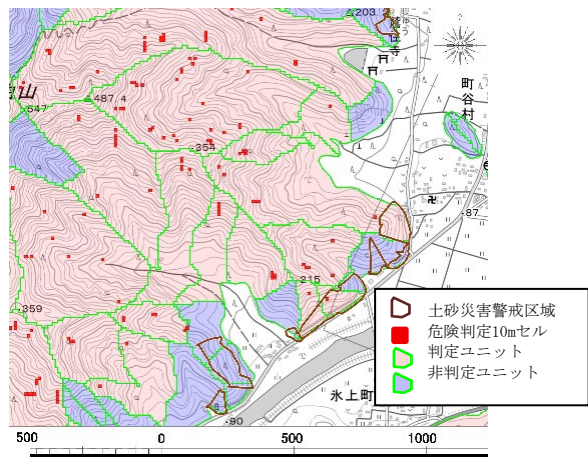 203
町
谷
村
487.4
山
547
354
87
215
359
土砂災害警戒区域
危険判定10mセル
判定ユニット
非判定ユニット
氷上町
90
500 0 500 1000